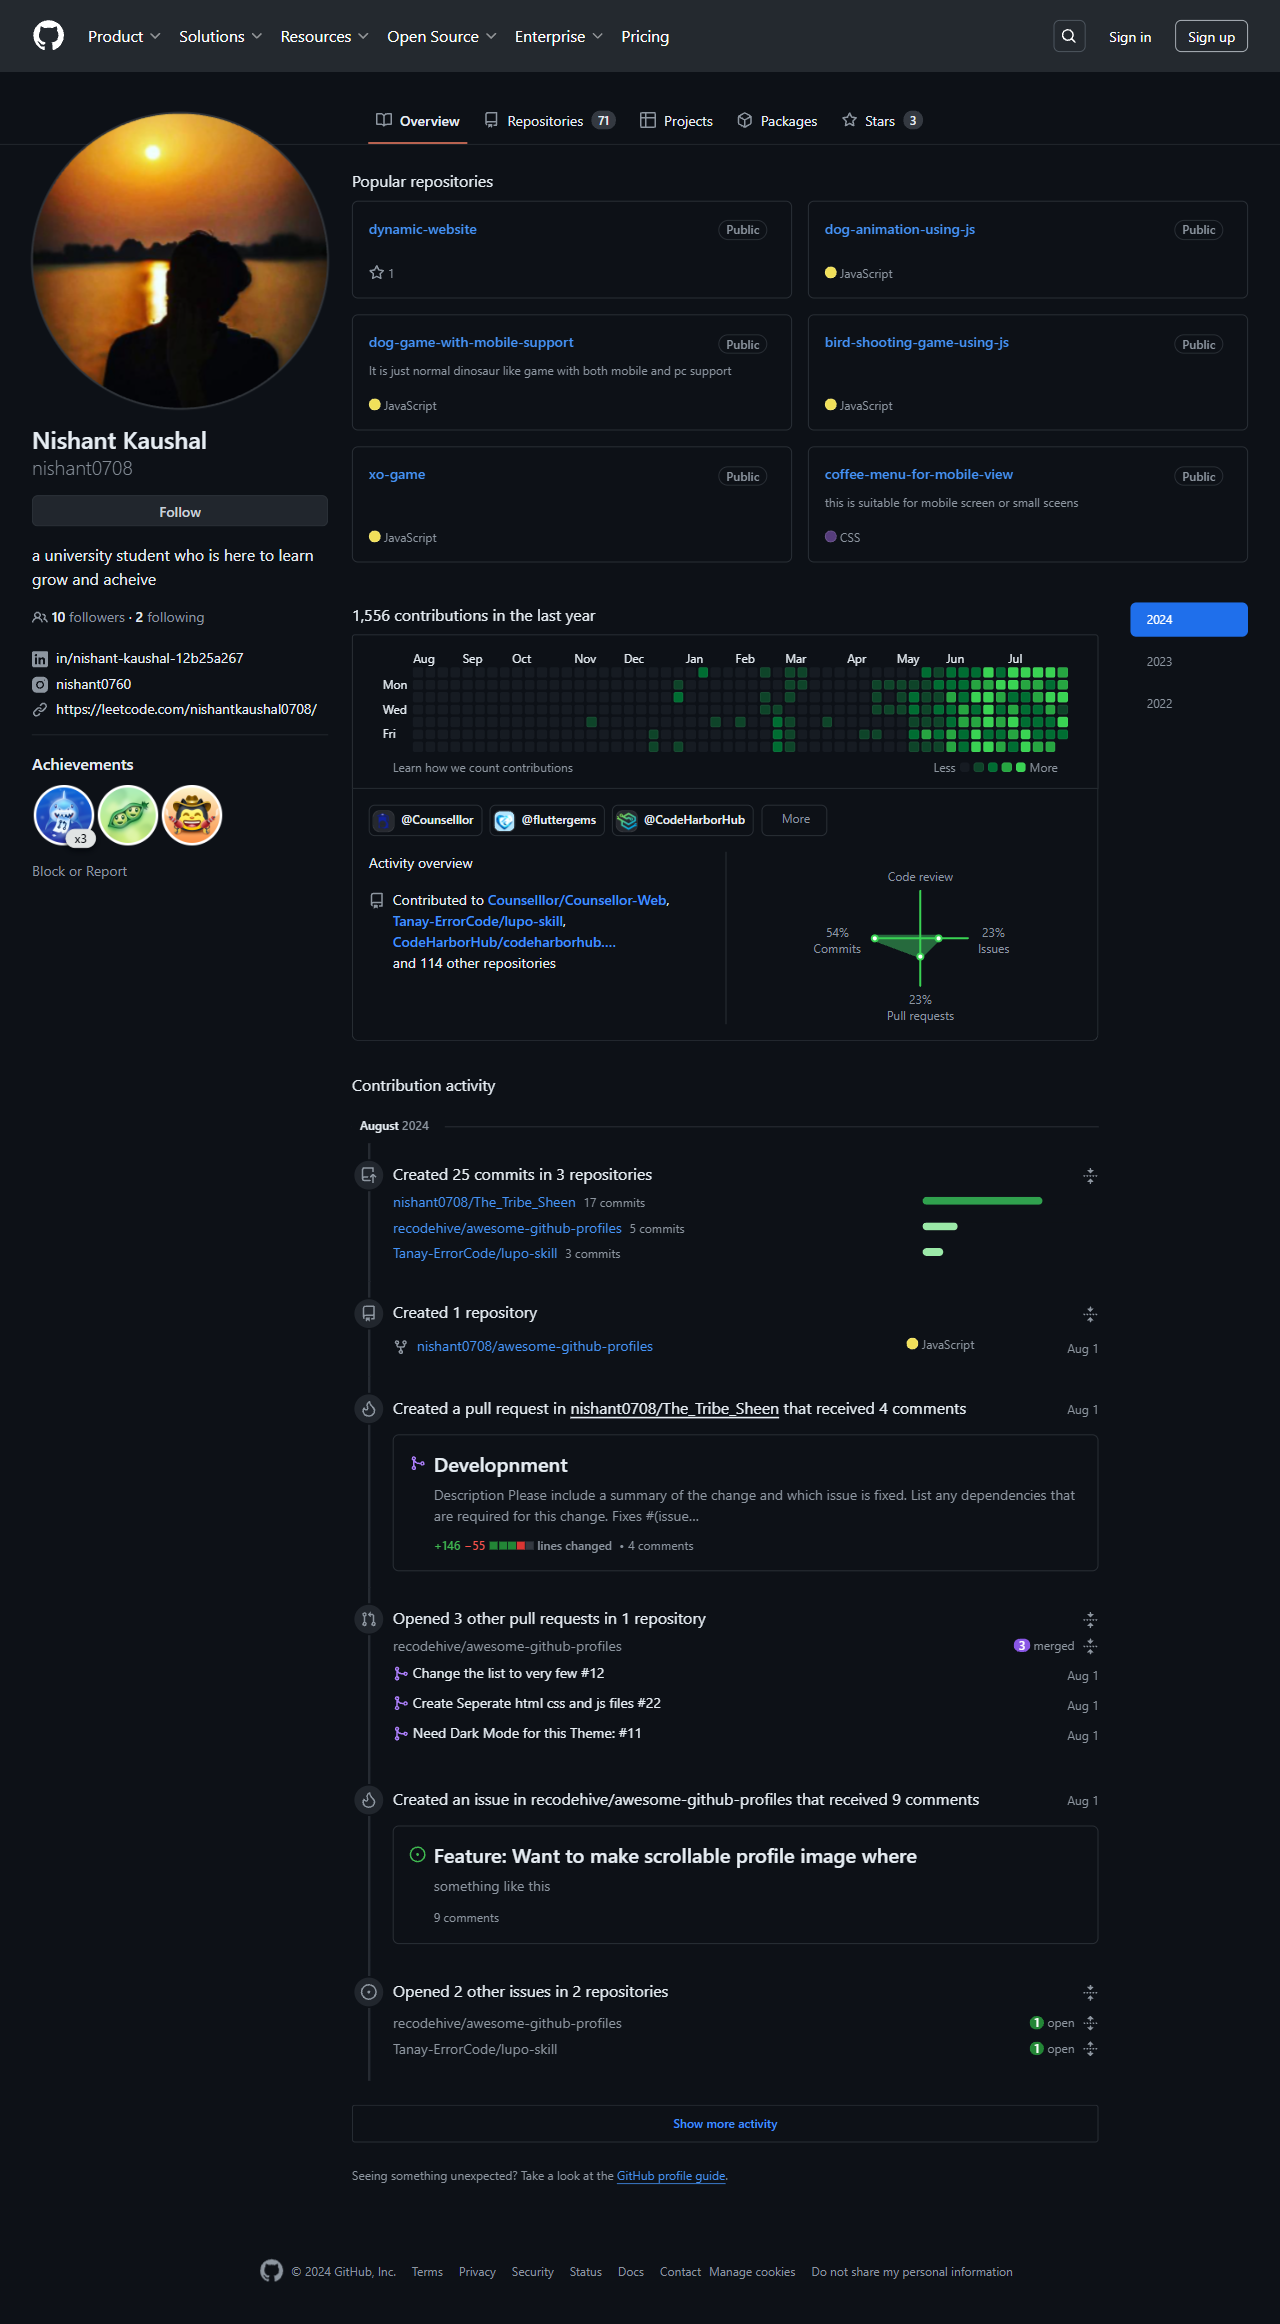 Product Solutions Resources Open Source Enterprise Pricing Sign in Sign up
Overview Repositories 71 Projects Packages Stars 3
Nishant Kaushal
nishant0708
Follow
a university student who is here to learn
grow and acheive
10 followers · 2 following
in/nishant-kaushal-12b25a267
nishant0760
https://leetcode.com/nishantkaushal0708/
Achievements
x3
Block or Report
Popular repositories
dynamic-website Public
1
dog-animation-using-js Public
JavaScript
dog-game-with-mobile-support Public
It is just normal dinosaur like game with both mobile and pc support
JavaScript
bird-shooting-game-using-js Public
JavaScript
xo-game Public
JavaScript
coffee-menu-for-mobile-view Public
this is suitable for mobile screen or small sceens
CSS
1,556 contributions in the last year
2024
2023
2022
Aug Sep Oct Nov Dec Jan Feb Mar Apr May Jun Jul
Mon
Wed
Fri
Learn how we count contributions Less More
@Counselllor @fluttergems @CodeHarborHub More
Activity overview
Contributed to Counselllor/Counsellor-Web,
Tanay-ErrorCode/lupo-skill,
CodeHarborHub/codeharborhub....
and 114 other repositories
Code review
54%
Commits
23%
Issues
23%
Pull requests
Contribution activity
August 2024
Created 25 commits in 3 repositories
nishant0708/The_Tribe_Sheen 17 commits
recodehive/awesome-github-profiles 5 commits
Tanay-ErrorCode/lupo-skill 3 commits
Created 1 repository
nishant0708/awesome-github-profiles JavaScript Aug 1
Created a pull request in nishant0708/The_Tribe_Sheen that received 4 comments Aug 1
Developnment
Description Please include a summary of the change and which issue is fixed. List any dependencies that
are required for this change. Fixes #(issue...
+146 −55 lines changed • 4 comments
Opened 3 other pull requests in 1 repository
recodehive/awesome-github-profiles 3 merged
Change the list to very few #12 Aug 1
Create Seperate html css and js files #22 Aug 1
Need Dark Mode for this Theme: #11 Aug 1
Created an issue in recodehive/awesome-github-profiles that received 9 comments Aug 1
Feature: Want to make scrollable profile image where
something like this
9 comments
Opened 2 other issues in 2 repositories
recodehive/awesome-github-profiles 1 open
Tanay-ErrorCode/lupo-skill 1 open
Show more activity
Seeing something unexpected? Take a look at the GitHub profile guide.
© 2024 GitHub, Inc. Terms Privacy Security Status Docs Contact Manage cookies Do not share my personal information